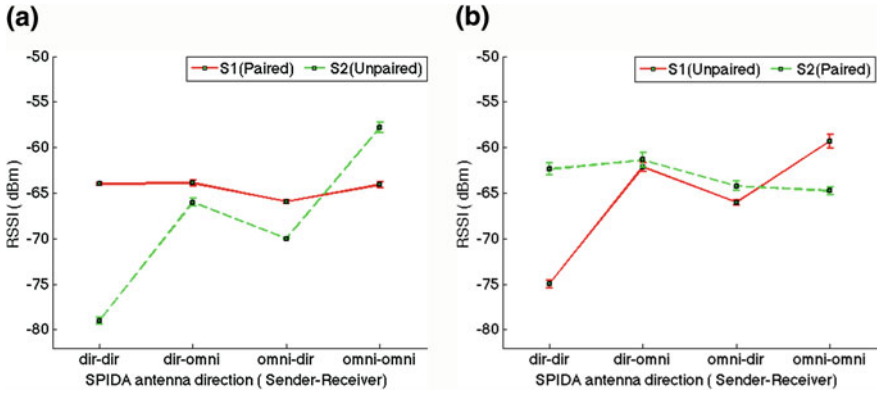 (a)
-50
-55
-60
-65
-70
-75
-80
RSSI ( dBm)
S1(Paired)
S2(Unpaired)
dir-dir
dir-omni
omni-dir
omni-omni
SPIDA antenna direction ( Sender-Receiver)
(b)
-50
-55
-60
-65
-70
-75
-80
RSSI ( dBm)
S1(Unpaired)
S2(Paired)
dir-dir
dir-omni
omni-dir
omni-omni
SPIDA antenna direction ( Sender-Receiver)